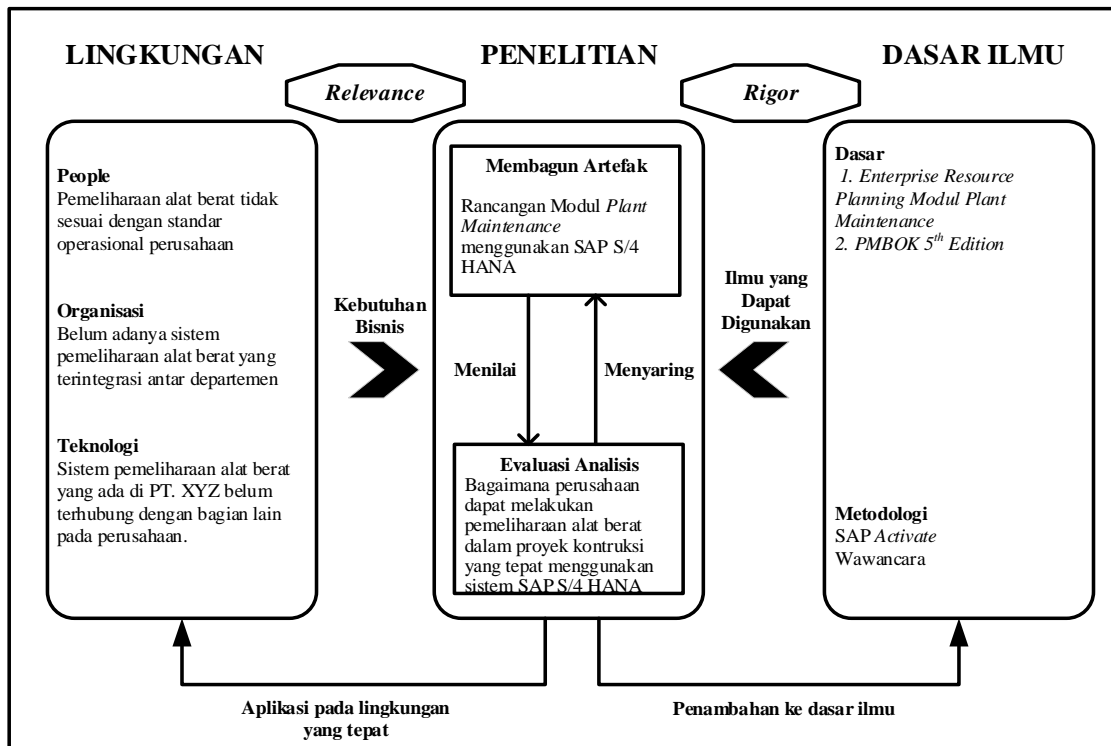 LINGKUNGAN
PENELITIAN
DASAR ILMU
Relevance
Rigor
People
Pemeliharaan alat berat tidak
sesuai dengan standar
operasional perusahaan
Organisasi
Belum adanya sistem
pemeliharaan alat berat yang
terintegrasi antar departemen
Teknologi
Sistem pemeliharaan alat berat
yang ada di PT. XYZ belum
terhubung dengan bagian lain
pada perusahaan.
Kebutuhan
Bisnis
Membagun Artefak
Rancangan Modul Plant
Maintenance
menggunakan SAP S/4
HANA
Menilai
Menyaring
Evaluasi Analisis
Bagaimana perusahaan
dapat melakukan
pemeliharaan alat berat
dalam proyek kontruksi
yang tepat menggunakan
sistem SAP S/4 HANA
Ilmu yang
Dapat
Digunakan
Dasar
1. Enterprise Resource
Planning Modul Plant
Maintenance
2. PMBOK 5th Edition
Metodologi
SAP Activate
Wawancara
Aplikasi pada lingkungan
yang tepat
Penambahan ke dasar ilmu